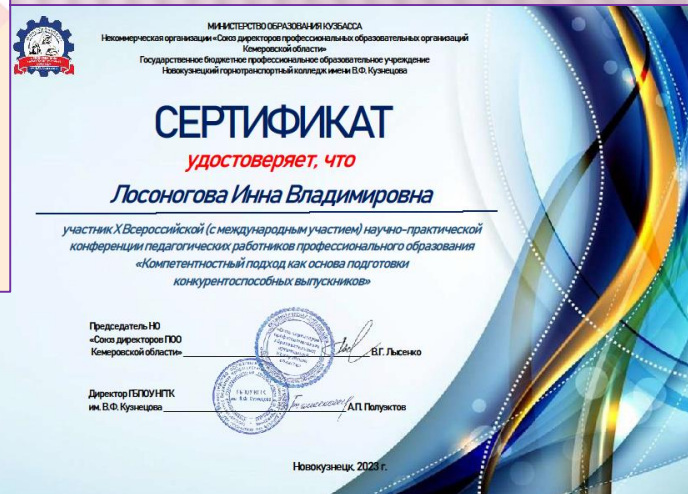 МИНИСТЕРСТВО ОБРАЗОВАНИЯ КУЗБАССА
Некоммерческая организации «Союз директоров профессиональных образовательных организаций
Кемеровской области»
Государственное бюджетное профессиональное образовательное учреждение
Новокузнецкий горнотранспортный колледж имени В.Ф. Кузнецова
СЕРТИФИКАТ
удостоверяет, что
Лосоногова Инна Владимировна
участник X Всероссийской (с международным участием) научно-практической
конференции педагогических работников профессионального образования
«Компетентностный подход как основа подготовки
конкурентоспособных выпускников»
Председатель НО
«Союз директоров ПОО
Кемеровской области» В.Г. Лысенко
Директор ГБПОУ НГТК
им. В.Ф. Кузнецова А.П. Полуэктов
Новокузнецк, 2023 г.